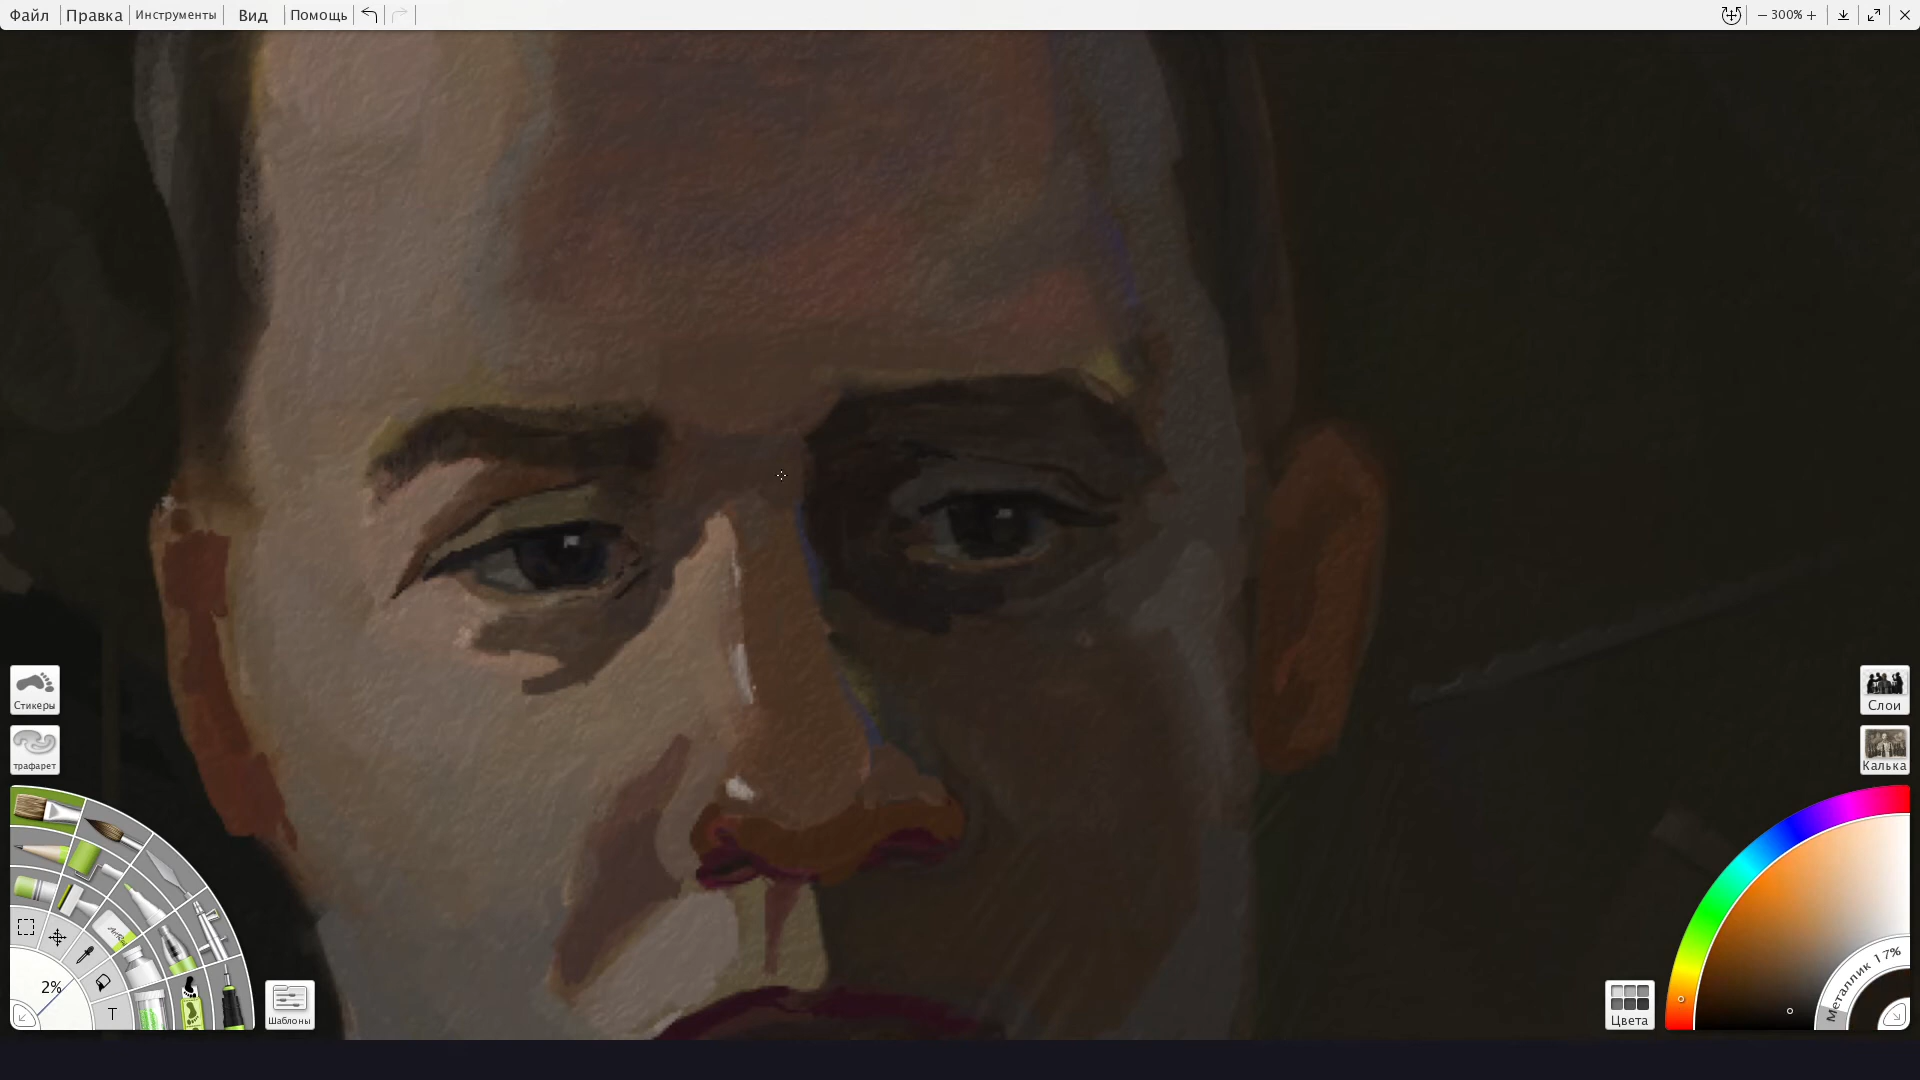 Файл Правка Инструменты Вид Помощь
300%
Стикеры
трафарет
2%
T
Шаблоны
Слои
Калька
Металлик 17%
Цвета